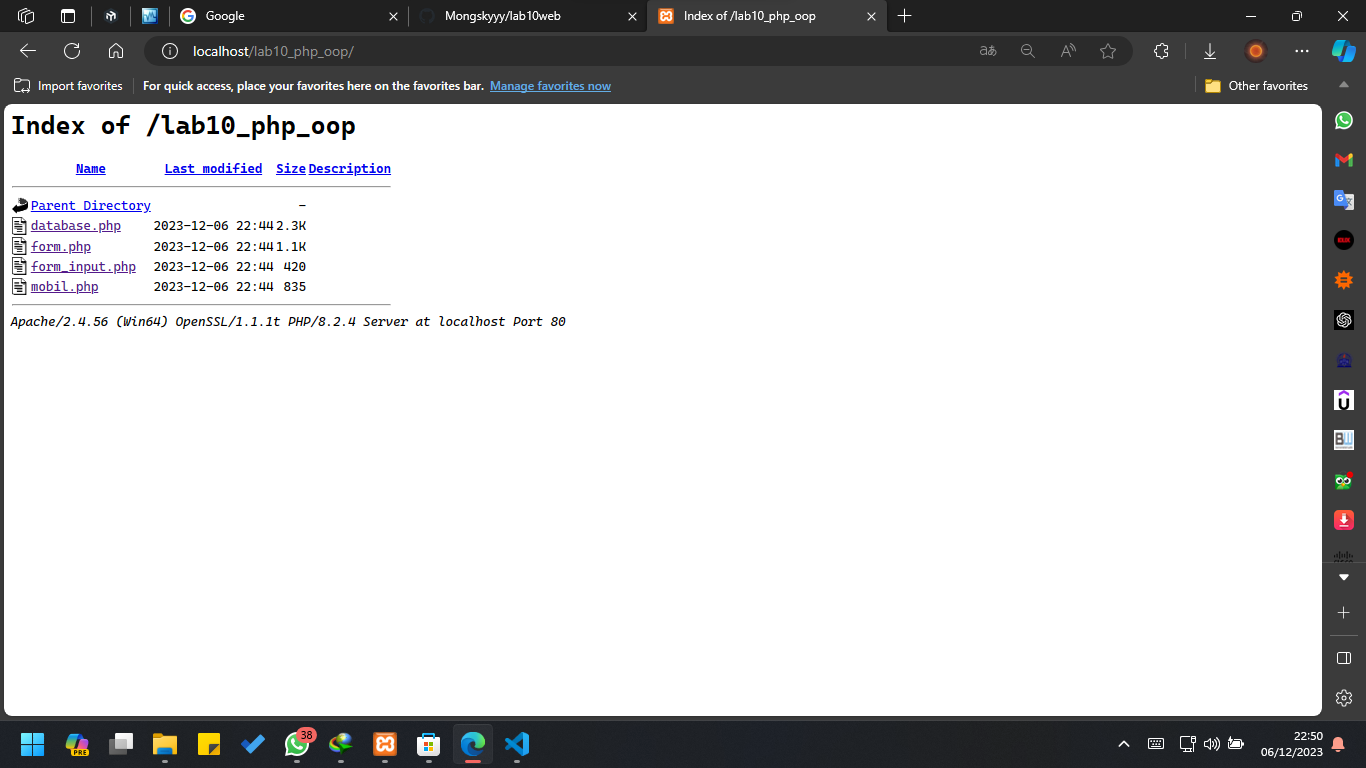 Google
Mongskyyy/lab10web
Index of /lab10_php_oop
localhost/lab10_php_oop/
Import favorites
For quick access, place your favorites here on the favorites bar. Manage favorites now
Other favorites
Index of /lab10_php_oop
Name Last modified Size Description
Parent Directory -
database.php 2023-12-06 22:44 2.3K
form.php 2023-12-06 22:44 1.1K
form_input.php 2023-12-06 22:44 420
mobil.php 2023-12-06 22:44 835
Apache/2.4.56 (Win64) OpenSSL/1.1.1t PHP/8.2.4 Server at localhost Port 80
PRE
38
22:50
06/12/2023